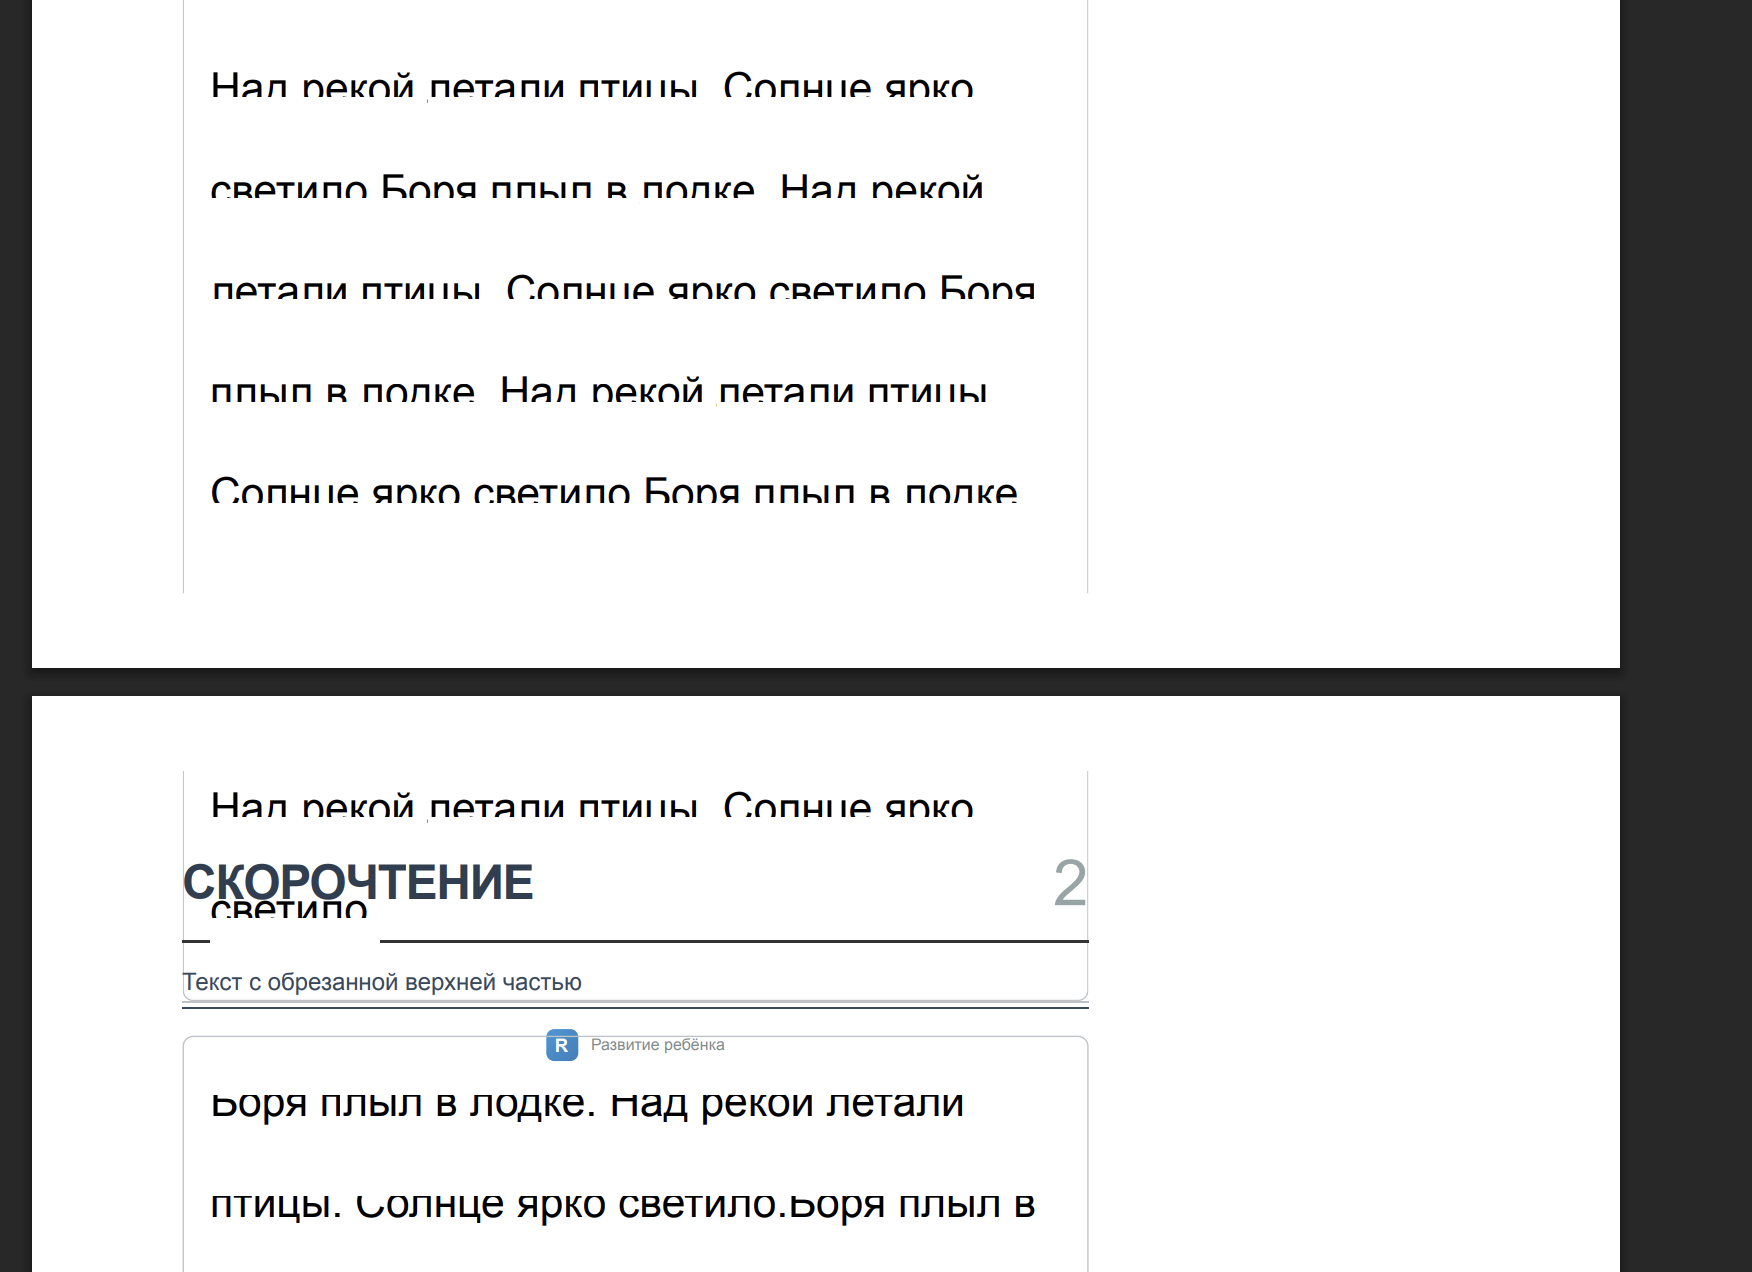 Над рекой летали птицы. Солнце ярко
светило Боря плыл в лодке. Над рекой
летали птицы. Солнце ярко светило Боря
плыл в лодке. Над рекой летали птицы
Солнце ярко светило Боря плыл в лодке
Над рекой летали птицы. Солнце ярко
СКОРОЧТЕНИЕ 2
светило
Текст с обрезанной верхней частью
R Развитие ребёнка
Боря плыл в лодке. Над рекой летали
птицы. Солнце ярко светило.Боря плыл в